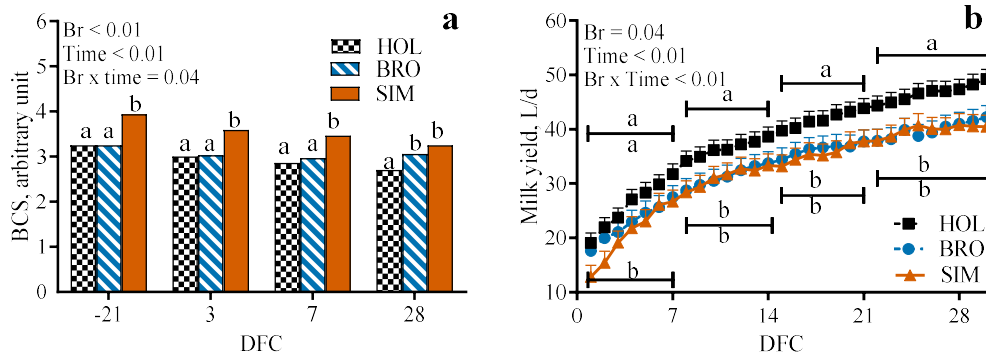 a
Br < 0.01
Time < 0.01
Br x time = 0.04
HOL
BRO
SIM
BCS, arbitrary unit
6
5
4
3
2
1
0
a a b
a a b
a a b
a b b
-21 3 7 28
DFC
b
Br = 0.04
Time < 0.01
Br x Time < 0.01
Milk yield, L/d
60
50
40
30
20
10
a
a
a
a
a
b
b
b
b
b
b
b
HOL
BRO
SIM
0 7 14 21 28
DFC